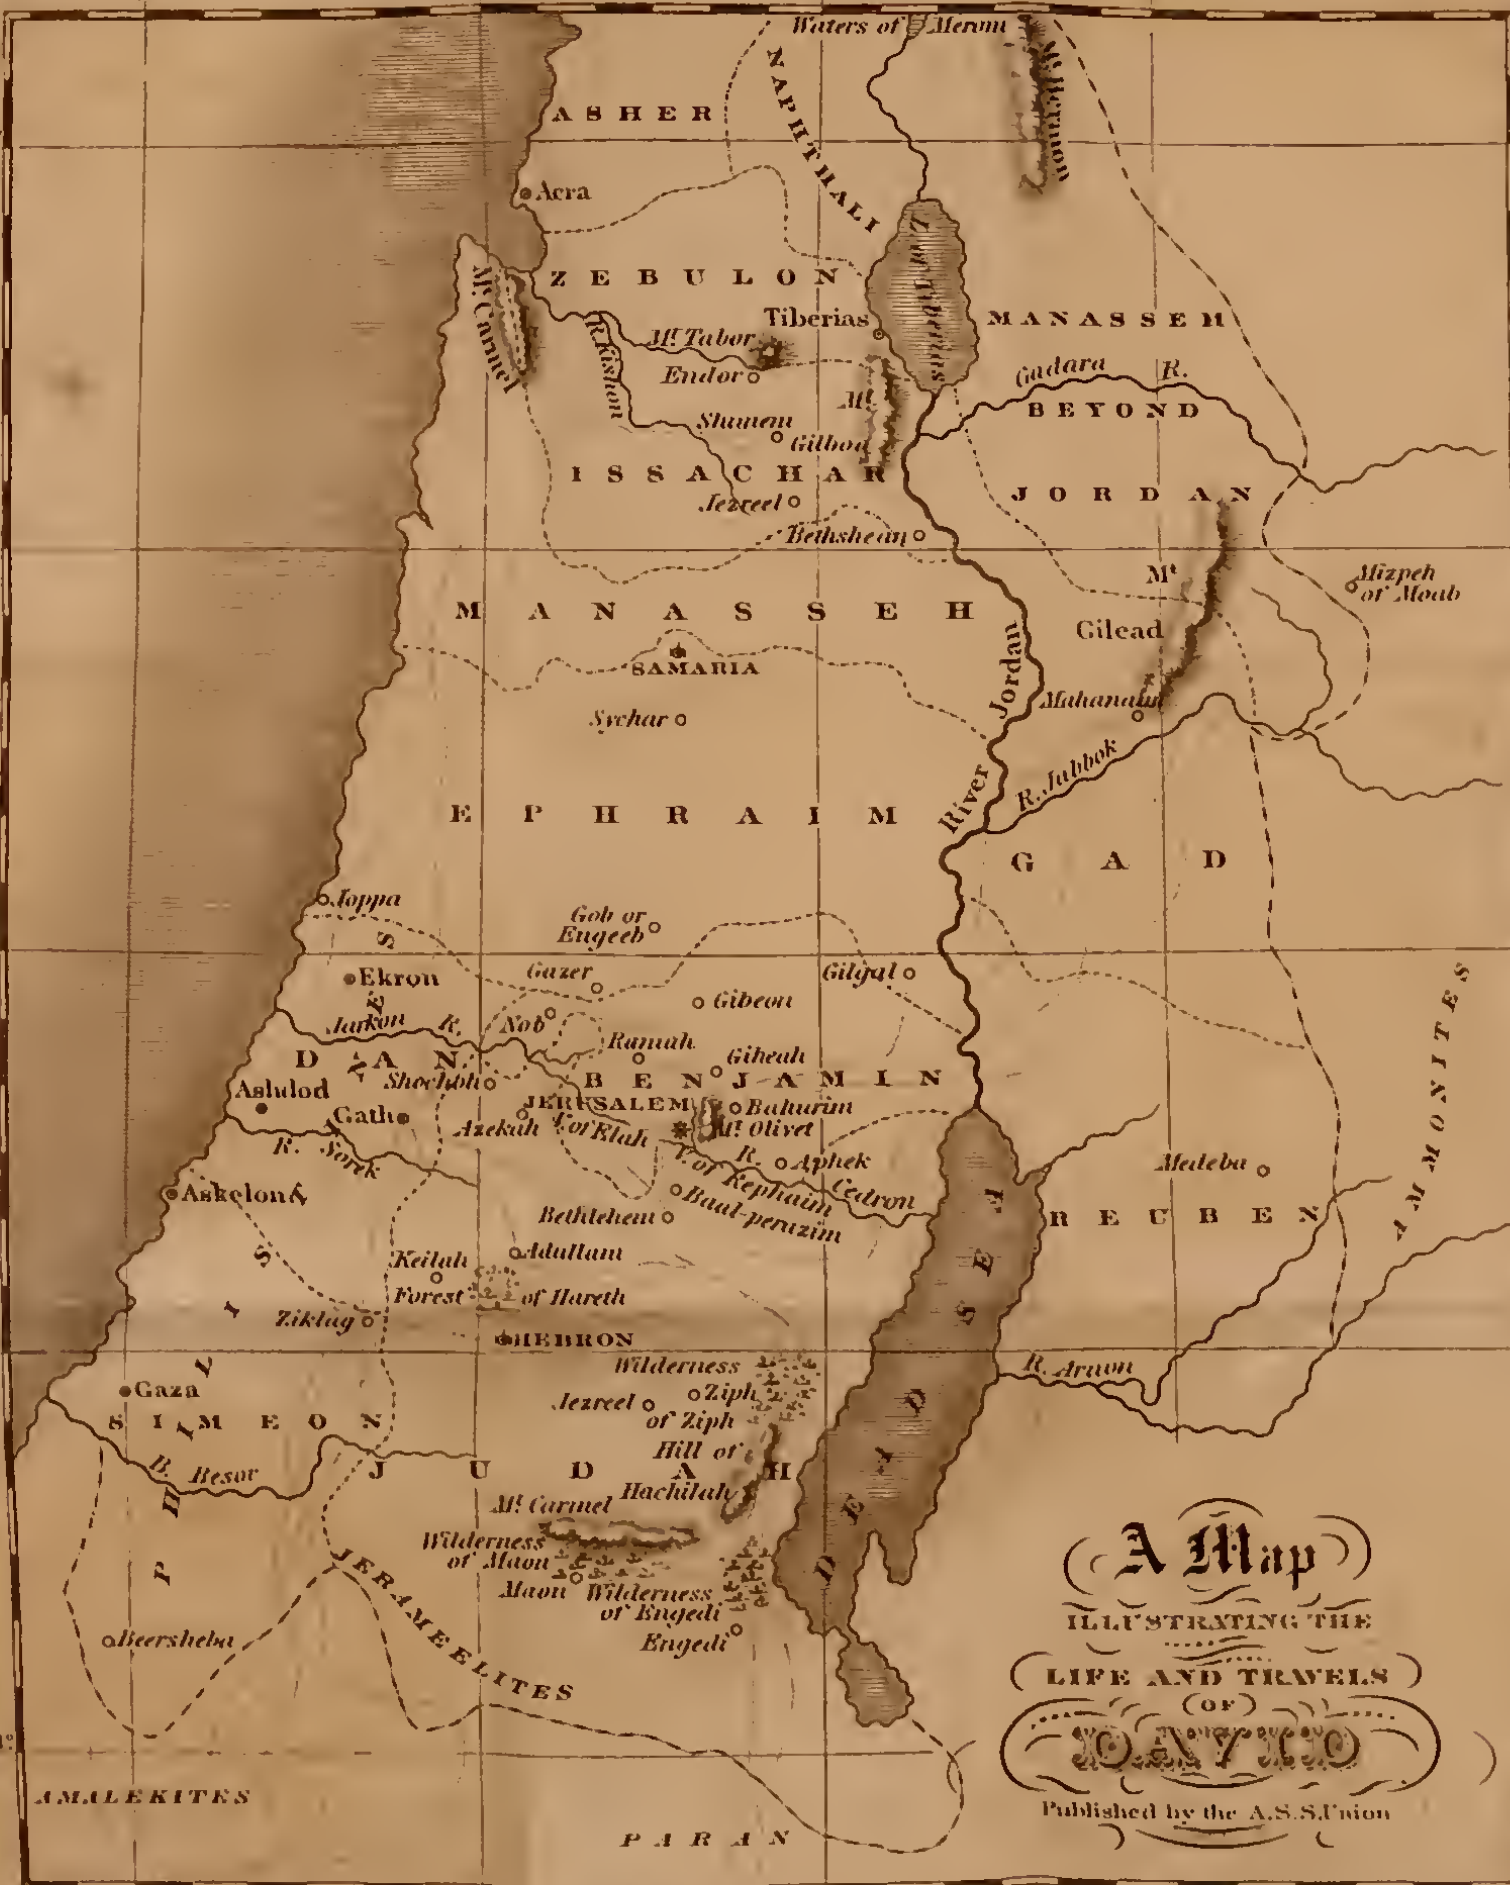 Waters of Merom
Mt. Hermon
NAPHTHALI
ASHER
Acra
ZEBULON
Mt. Carmel
R. Kishon
Mt. Tabor
Tiberias
MANASSEH
Endor
Gadara R.
BEYOND
Shunem
Mt.
Gilboa
ISSACHAR
JORDAN
Jezreel
Bethshean
Mt
Mizpeh
of Moab
MANASSEH
Gilead
SAMARIA
River Jordan
Mahanaim
Sychar
R. Jabbok
EPHRAIM
GAD
Joppa
Gob or
Engeeb
Ekron
Gazer
Gilgal
Gibeon
Jarkon R.
Nob
Ramah
Gibeah
DAN
Shochoh
BENJAMIN
AMMONITES
Ashdod
Gath
JERUSALEM
Bahurim
Azekah
V. of Elah
Mt. Olivet
R. Sorek
R. Cedron
Aphek
V. of Rephaim
Medeba
Askelon
Baal-perazim
Bethlehem
REUBEN
Adullam
Keilah
Forest of Hareth
DEAD SEA
Ziklag
HEBRON
PHILISTINES
Wilderness
of Ziph
Ziph
R. Arnon
Gaza
Jezreel
SIMEON
Hill of
Hachilah
B. Besor
JUDAH
Mt. Carmel
Wilderness
of Maon
Maon
Wilderness
of Engedi
Engedi
Beersheba
JERAMEELITES
AMALEKITES
PARAN
A Map
ILLUSTRATING THE
LIFE AND TRAVELS
OF
DAVID
Published by the A.S.S.Union